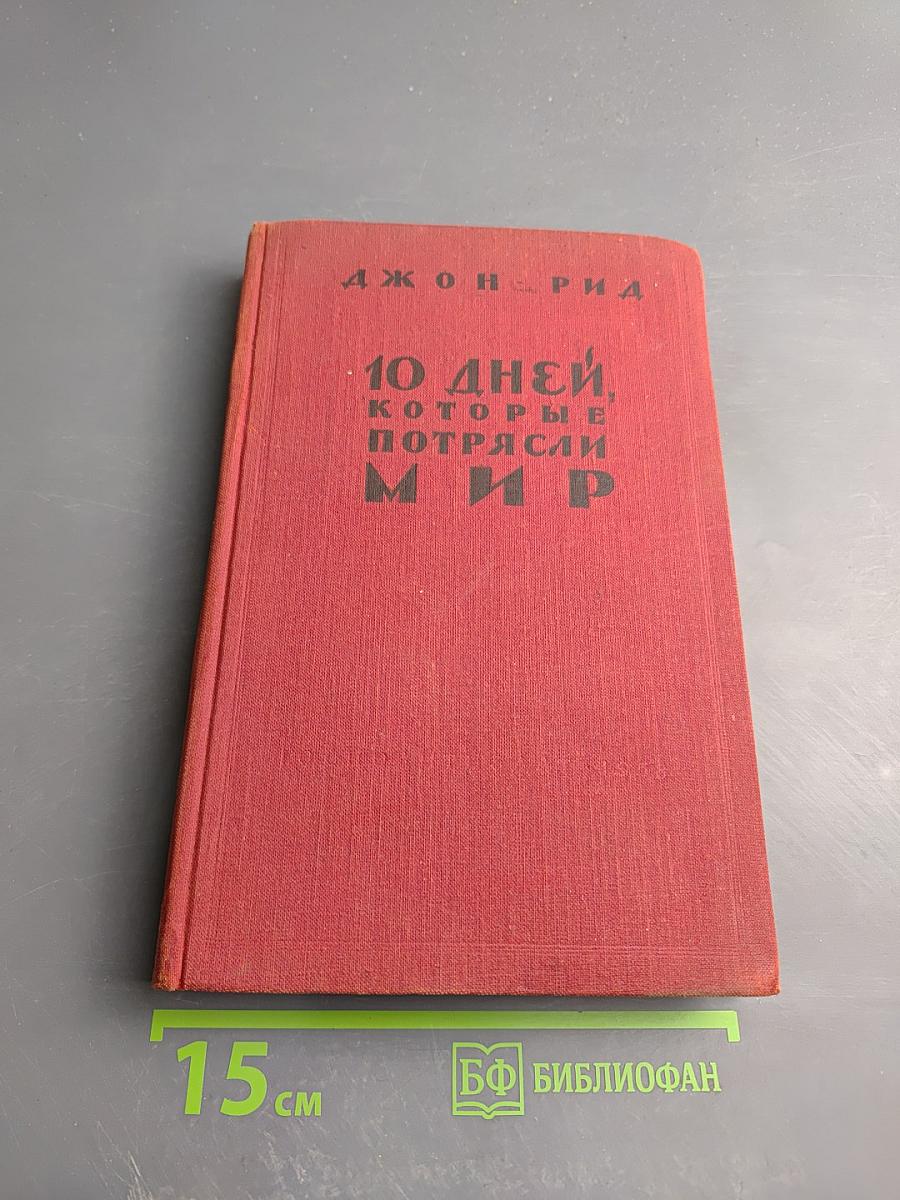 ДЖОН РИД
10 ДНЕЙ,
КОТОРЫЕ
ПОТРЯСЛИ
МИР
15 см
БФ БИБЛИОФАН